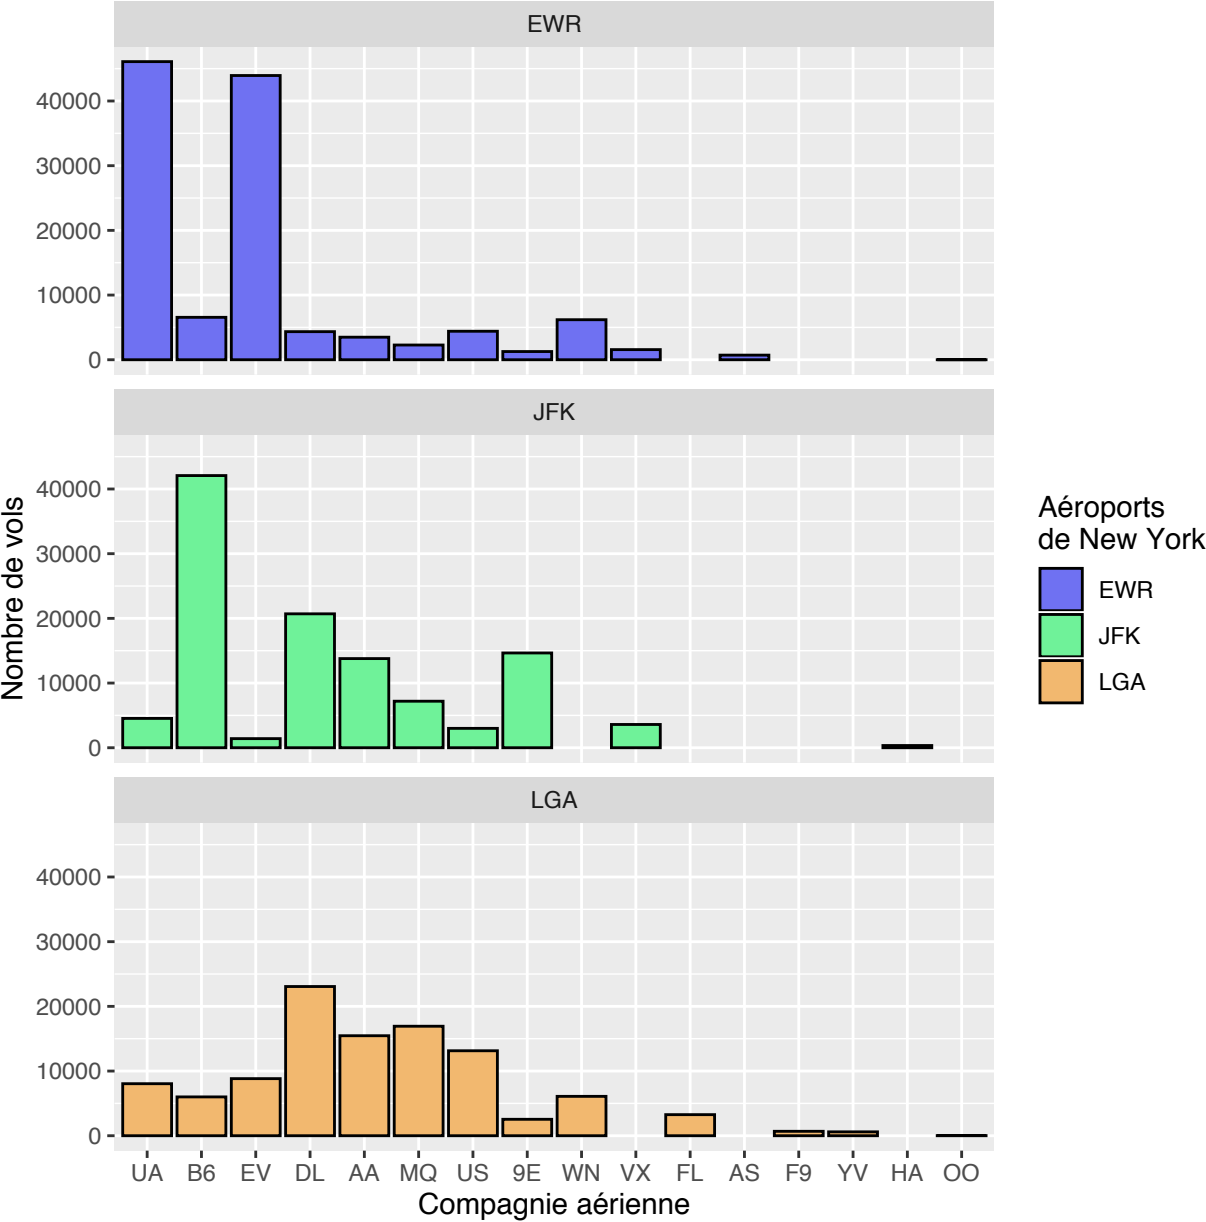 EWR
40000
30000
20000
10000
0
JFK
40000
30000
20000
10000
0
LGA
40000
30000
20000
10000
0
UA B6 EV DL AA MQ US 9E WN VX FL AS F9 YV HA OO
Compagnie aérienne
Nombre de vols
Aéroports
de New York
EWR
JFK
LGA